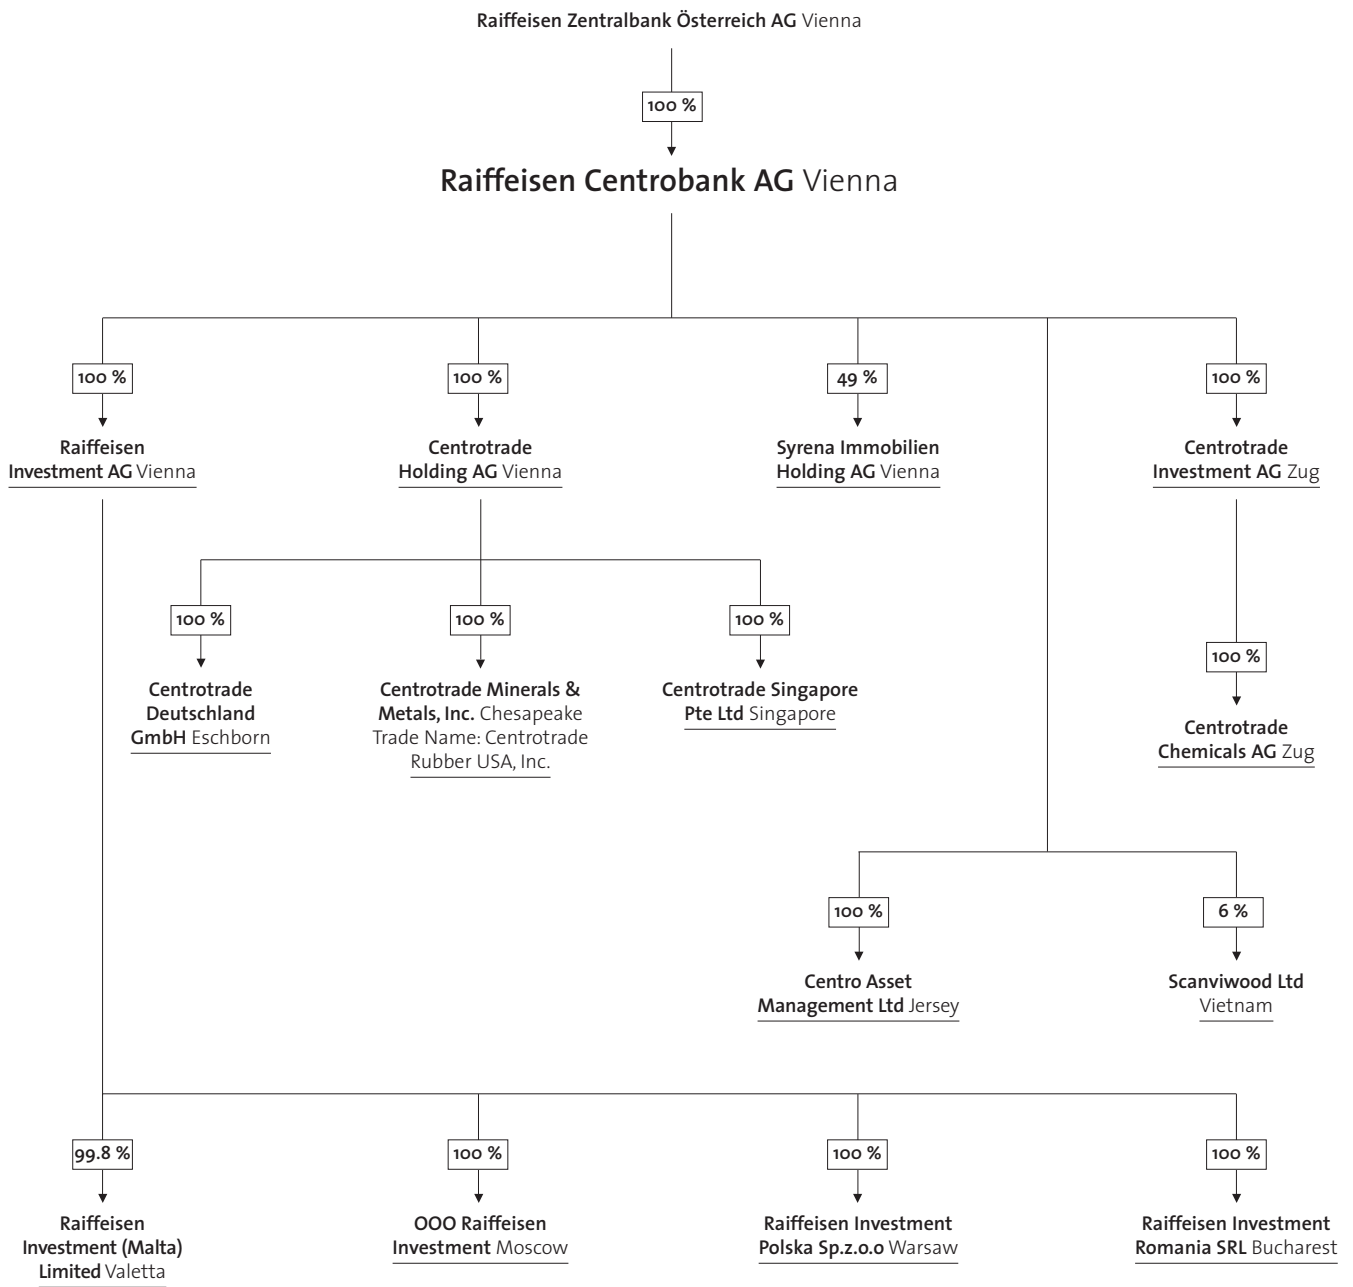 Raiffeisen Zentralbank Österreich AG Vienna
100 %
Raiffeisen Centrobank AG Vienna
100 %
100 %
49 %
100 %
Raiffeisen
Investment AG Vienna
Centrotrade
Holding AG Vienna
Syrena Immobilien
Holding AG Vienna
Centrotrade
Investment AG Zug
100 %
100 %
100 %
100 %
Centrotrade
Deutschland
GmbH Eschborn
Centrotrade Minerals &
Metals, Inc. Chesapeake
Trade Name: Centrotrade
Rubber USA, Inc.
Centrotrade Singapore
Pte Ltd Singapore
Centrotrade
Chemicals AG Zug
100 %
6 %
Centro Asset
Management Ltd Jersey
Scanviwood Ltd
Vietnam
99.8 %
100 %
100 %
100 %
Raiffeisen
Investment (Malta)
Limited Valetta
OOO Raiffeisen
Investment Moscow
Raiffeisen Investment
Polska Sp.z.o.o Warsaw
Raiffeisen Investment
Romania SRL Bucharest